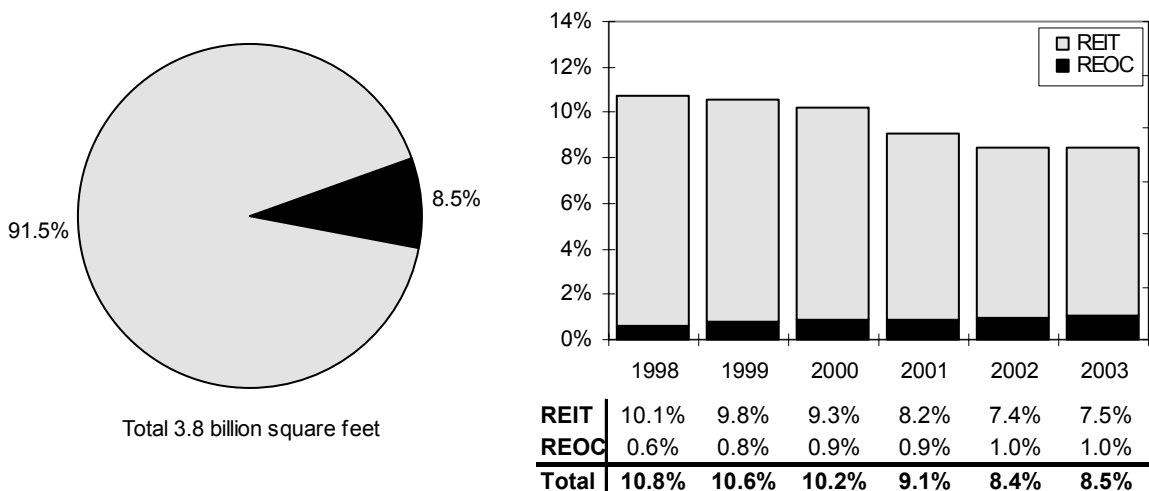 91.5%
8.5%
Total 3.8 billion square feet
14%
12%
10%
8%
6%
4%
2%
0%
REIT
REOC
1998 1999 2000 2001 2002 2003
REIT 10.1% 9.8% 9.3% 8.2% 7.4% 7.5%
REOC 0.6% 0.8% 0.9% 0.9% 1.0% 1.0%
Total 10.8% 10.6% 10.2% 9.1% 8.4% 8.5%